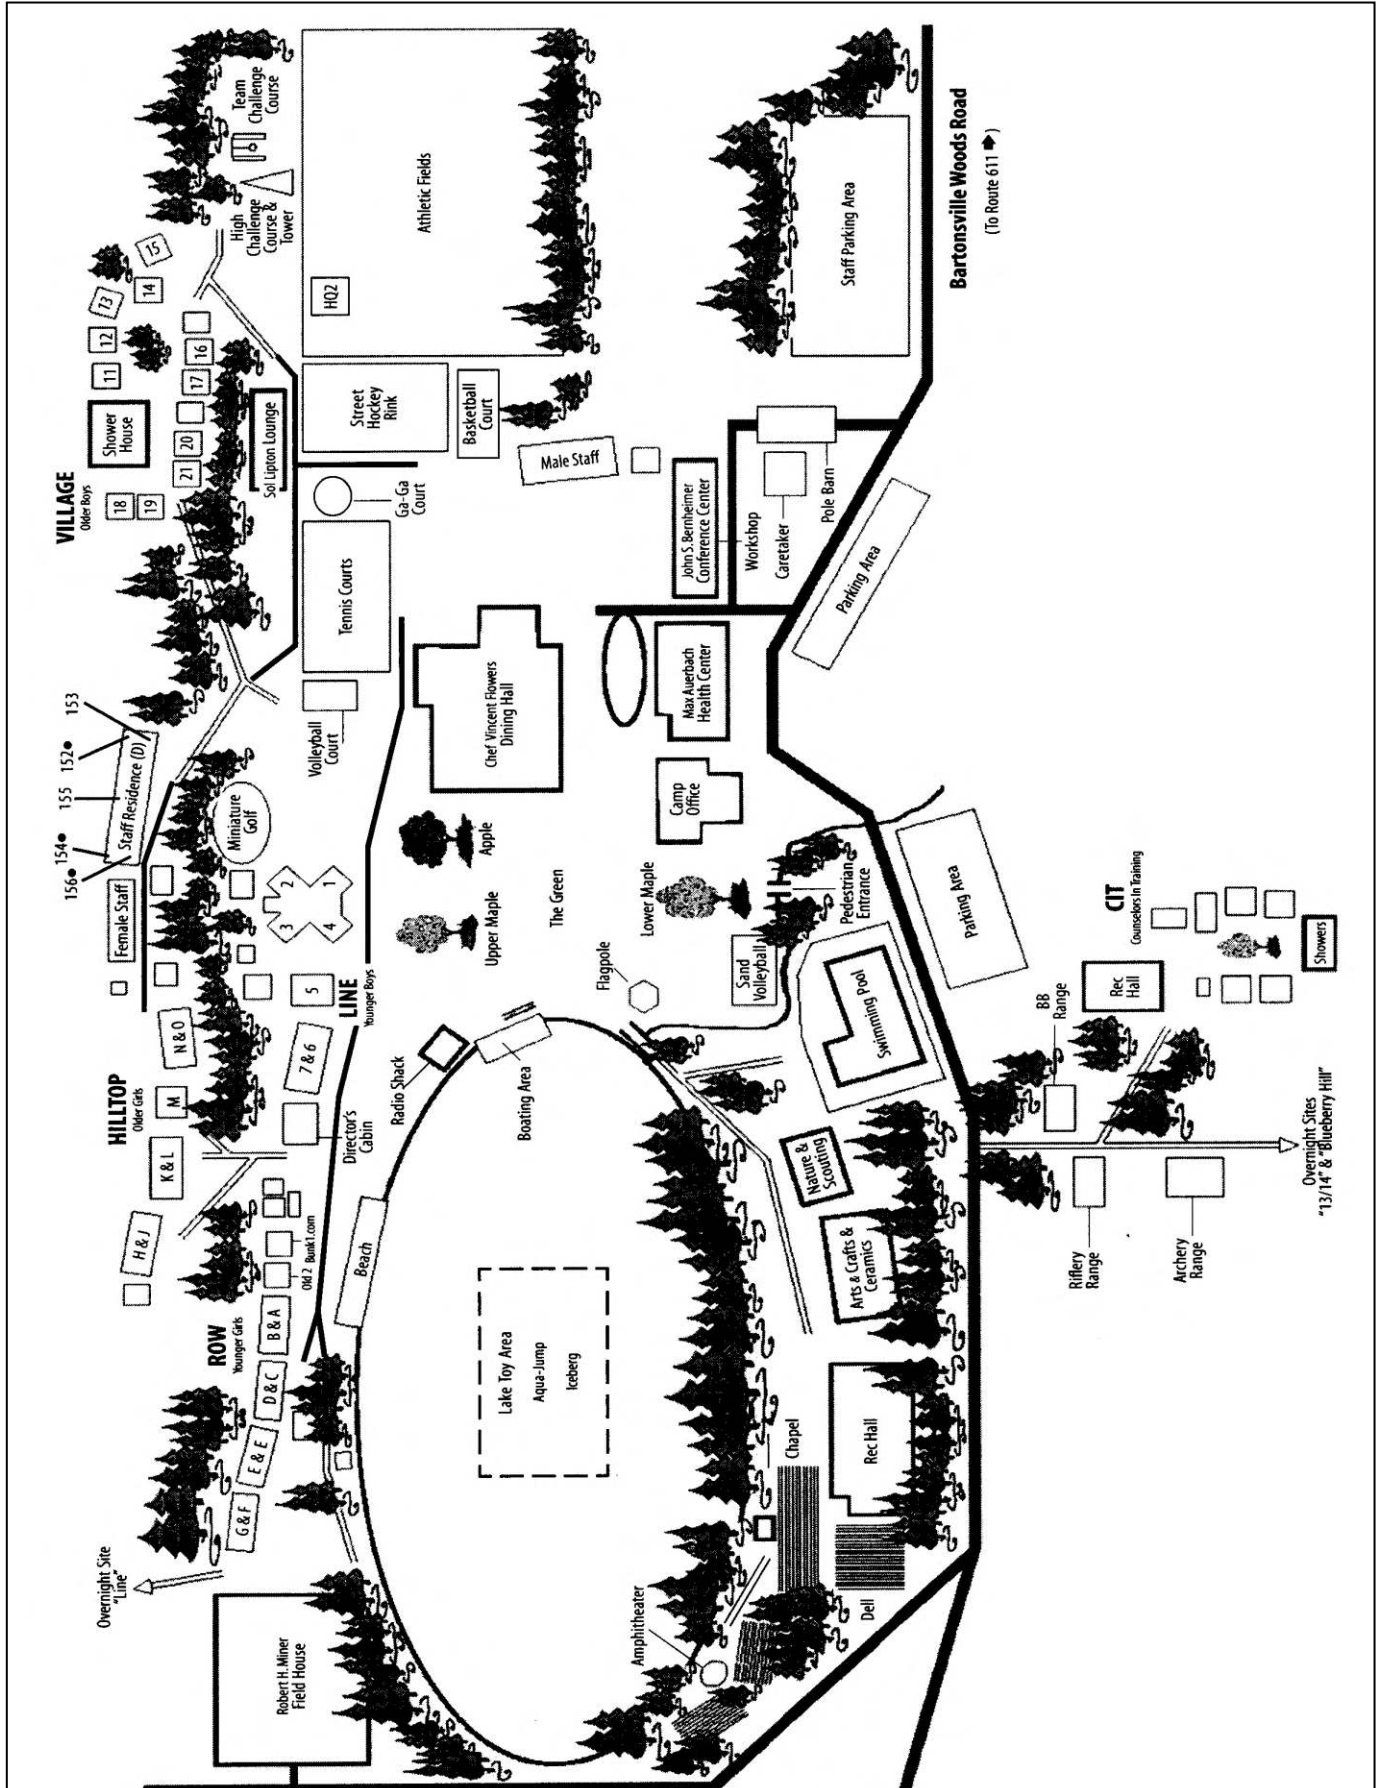 Overnight Site
"Line"
Robert H. Miner
Field House
ROW
Younger Girls
G & F
E & E
D & C
B & A
Old 2
Bunk1.com
HILLTOP
Older Girls
H & J
K & L
M
N & O
Female Staff
Staff Residence (D)
156●
154●
155
152●
153
VILLAGE
Older Boys
18
19
21
20
17
16
Shower
House
11
12
13
14
15
Sol Lipton Lounge
High
Challenge
Course &
Tower
Team
Challenge
Course
Director's
Cabin
7 & 6
5
LINE
Younger Boys
3
4
2
1
Miniature
Golf
Volleyball
Court
Tennis Courts
Ga-Ga
Court
Street
Hockey
Rink
Basketball
Court
HQ2
Athletic Fields
Beach
Radio Shack
Boating Area
Lake Toy Area
Aqua-Jump
Iceberg
Upper Maple
Apple
The Green
Chef Vincent Flowers
Dining Hall
Male Staff
Flagpole
Lower Maple
Camp
Office
Max Auerbach
Health Center
John S. Bernheimer
Conference Center
Workshop
Caretaker
Pole Barn
Staff Parking Area
Amphitheater
Chapel
Dell
Rec Hall
Arts & Crafts &
Ceramics
Nature &
Scouting
Sand
Volleyball
Swimming Pool
Pedestrian
Entrance
Parking Area
Parking Area
Bartonsville Woods Road
(To Route 611 ➡)
Riflery
Range
Archery
Range
BB
Range
Rec
Hall
CIT
Counselors In Training
Showers
Overnight Sites
"13/14" & "Blueberry Hill"